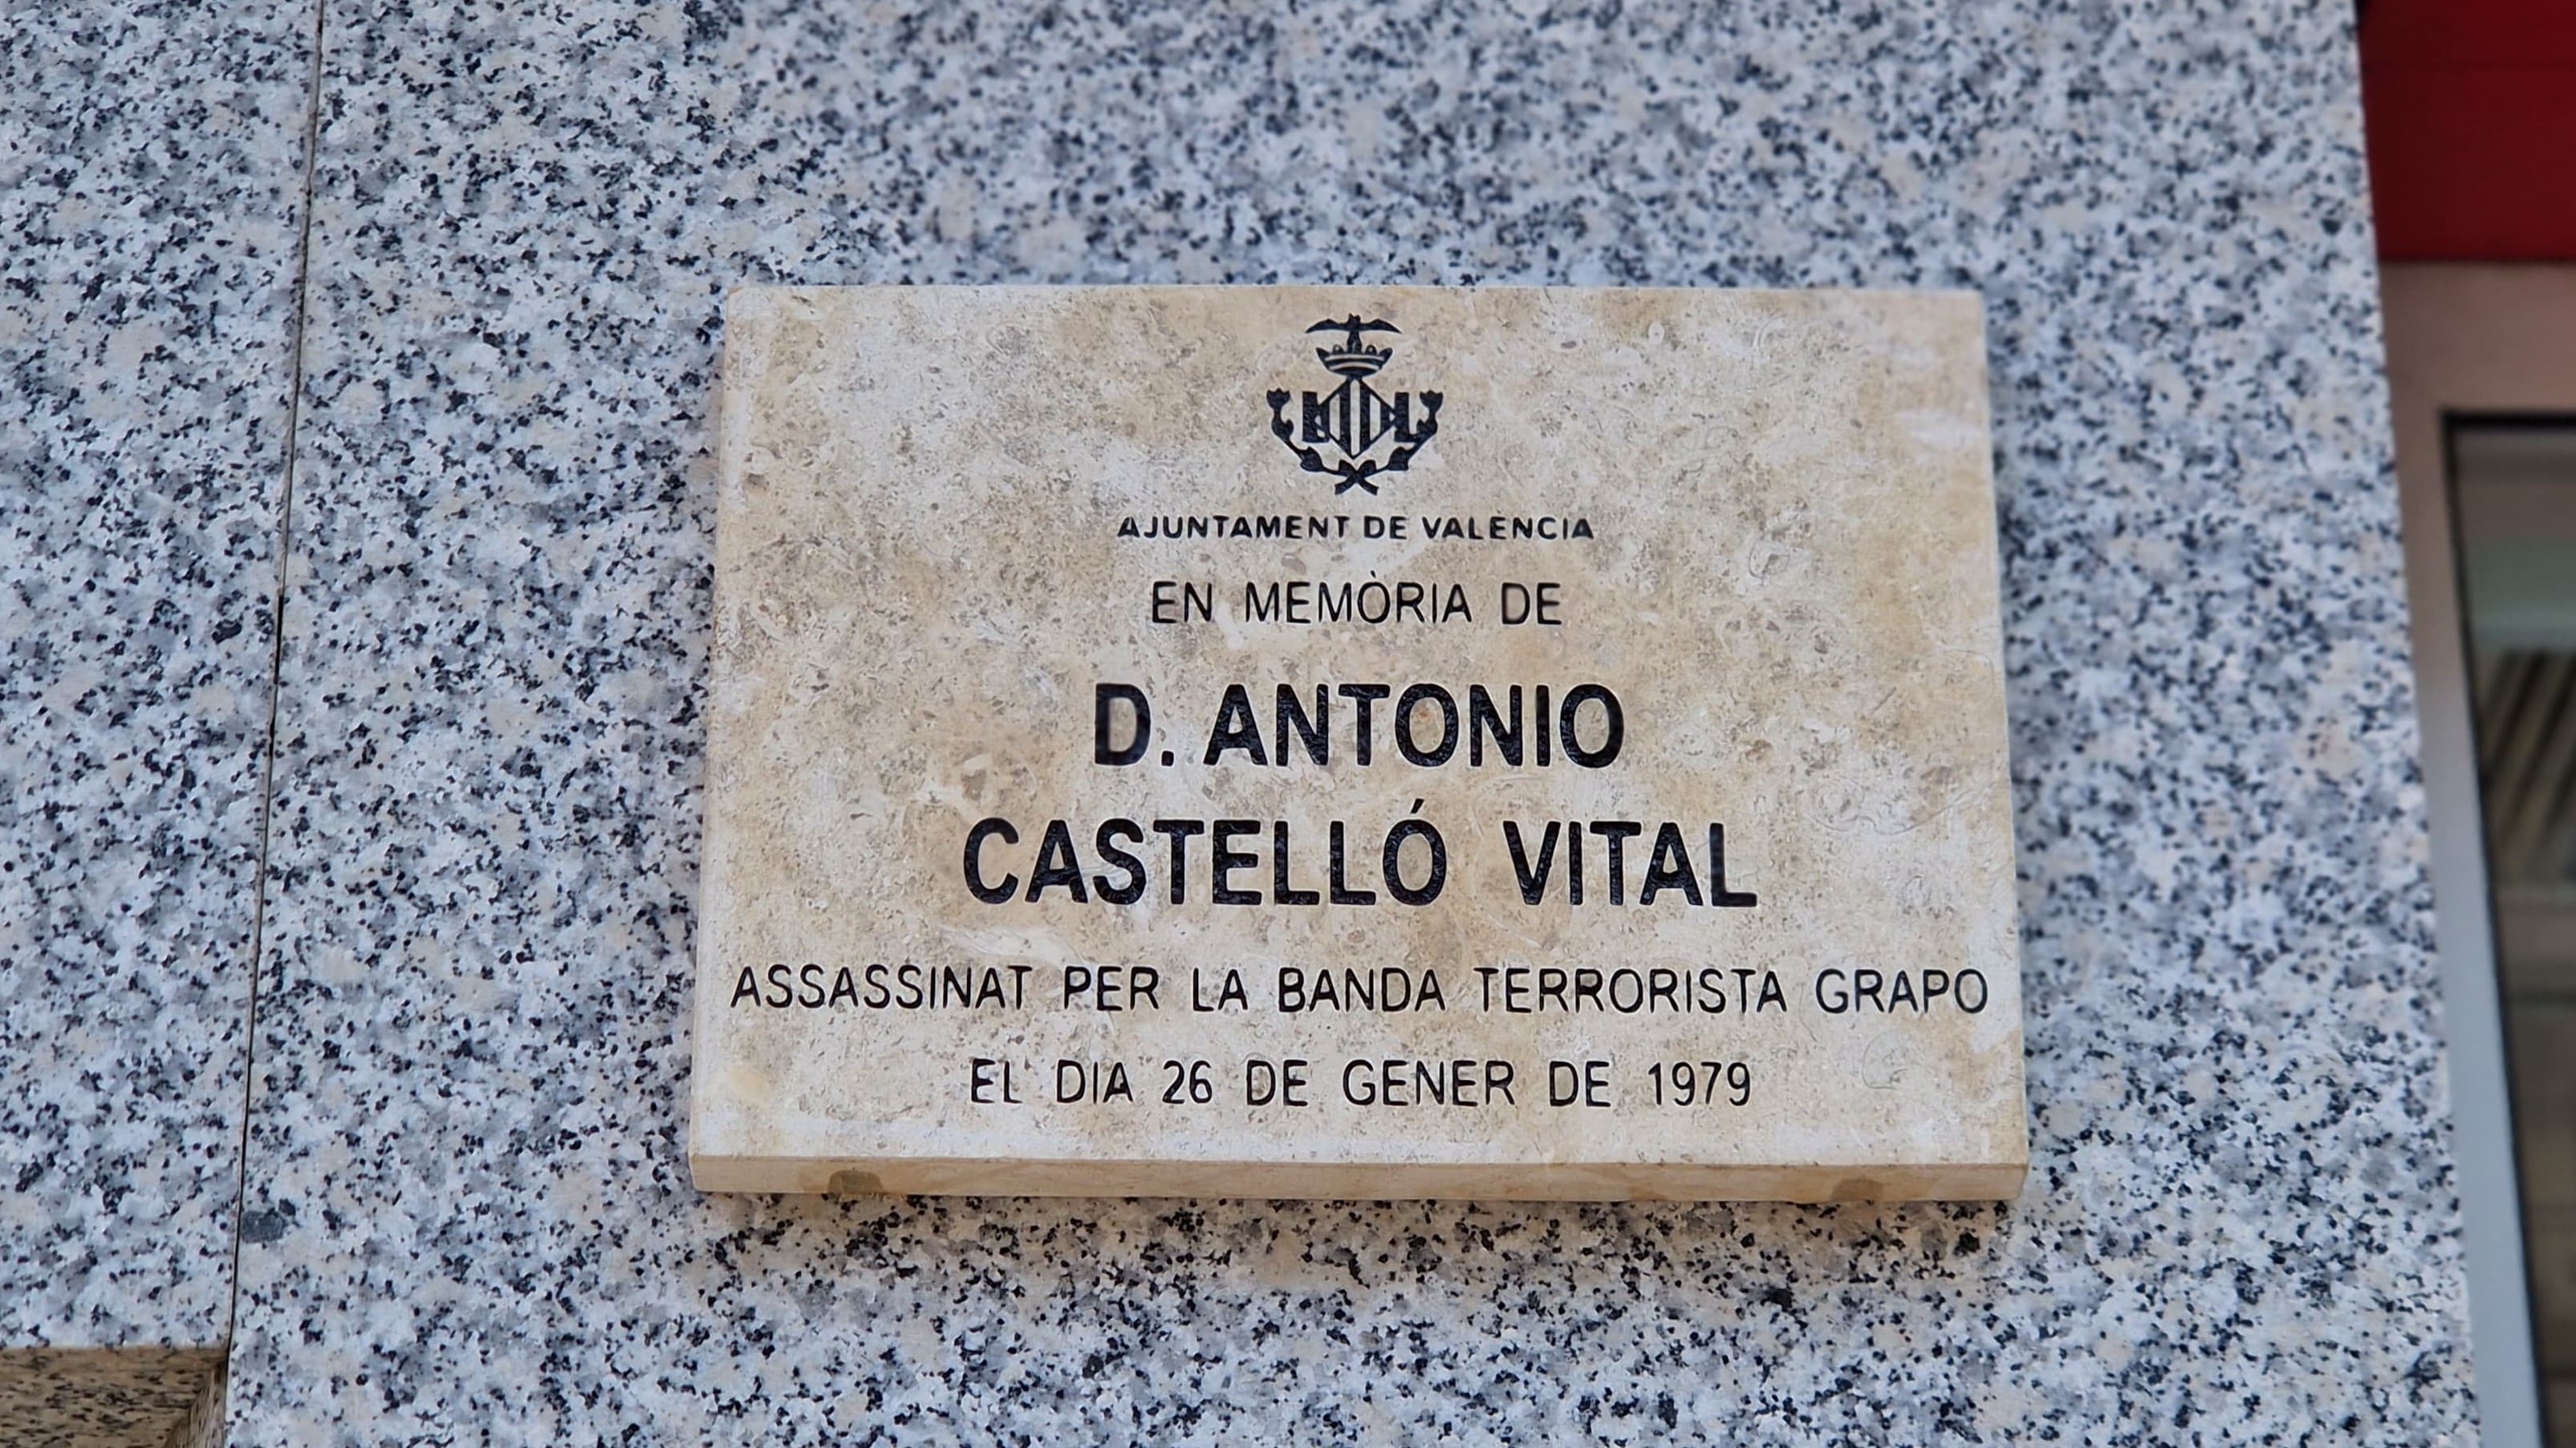 AJUNTAMENT DE VALENCIA
EN MEMÒRIA DE
D. ANTONIO
CASTELLÓ VITAL
ASSASSINAT PER LA BANDA TERRORISTA GRAPO
EL DIA 26 DE GENER DE 1979